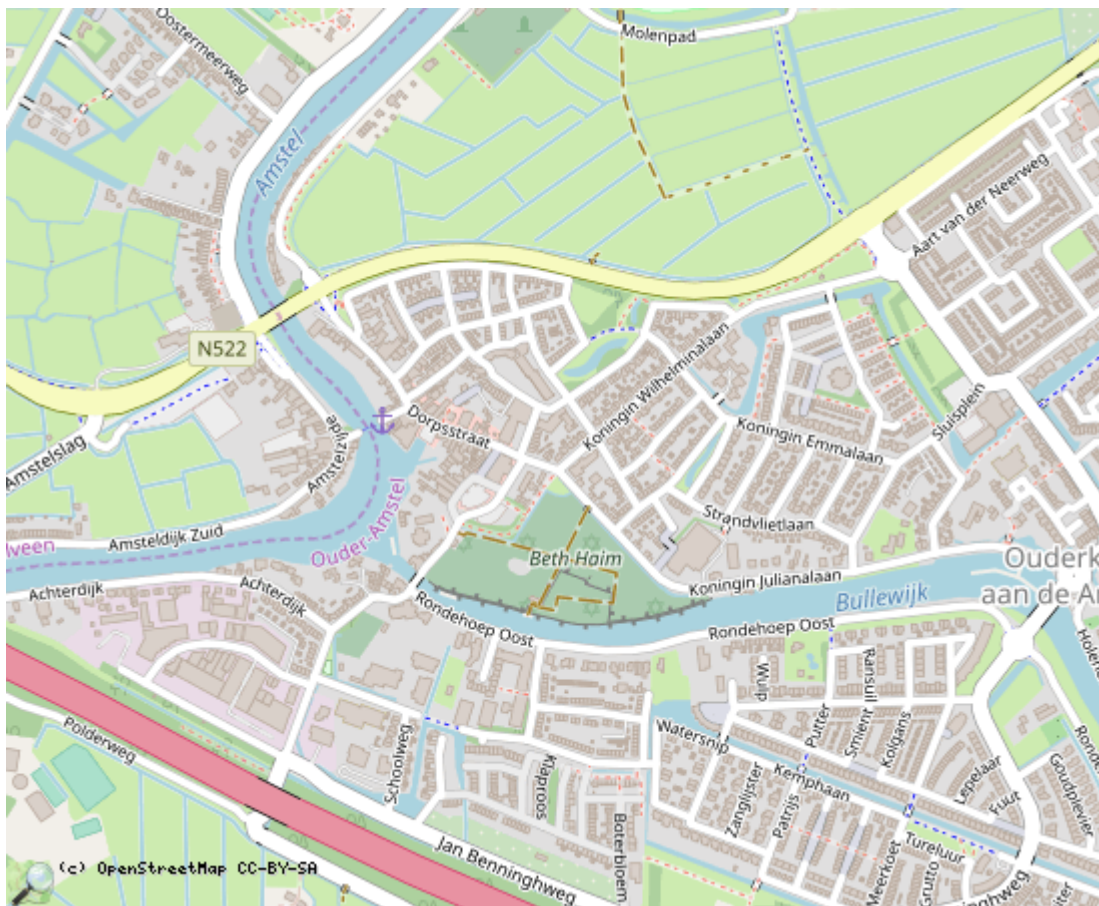 Oostermeerweg
Molenpad
Amstel
Aart van der Neerweg
N522
Koningin Wilhelminalaan
Dorpsstraat
Sluisplein
Koningin Emmalaan
Amstelslag
Amstelzijde
Strandvlietlaan
Amsteldijk Zuid
Ouder-Amstel
lveen
Beth Haim
Ouderk
aan de Am
Koningin Julianalaan
Bullewijk
Achterdijk
Achterdijk
Rondehoep Oost
Rondehoep Oost
Wulp
Ransuil
Putter
Smient
Kolgans
Watersnip
Polderweg
Schoolweg
Klaproos
Kemphaan
Zanglijster
Patrijs
Lepelaar
Fuut
Goudplevier
Boterbloem
Jan Benninghweg
Tureluur
Meerkoet
Grutto
(c) OpenStreetMap CC-BY-SA